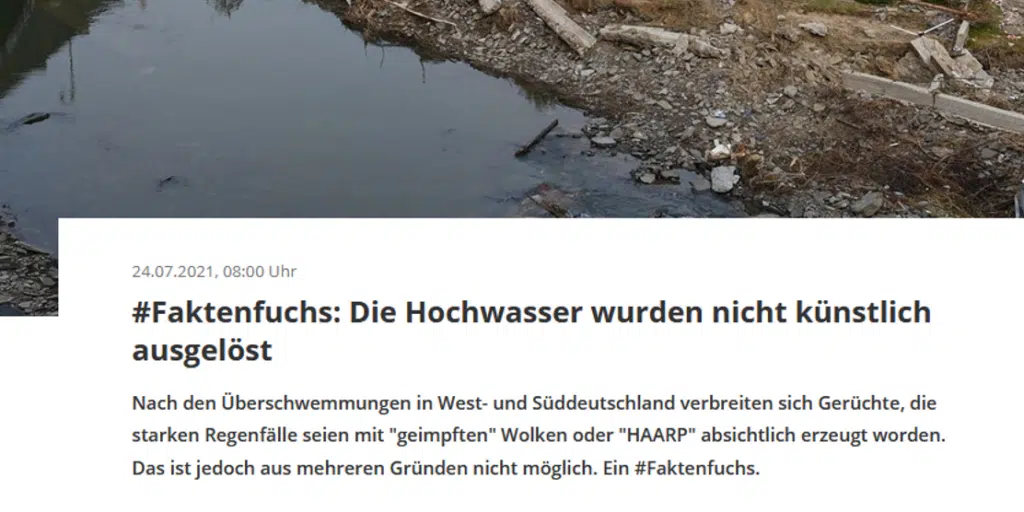 24.07.2021, 08:00 Uhr
#Faktenfuchs: Die Hochwasser wurden nicht künstlich
ausgelöst
Nach den Überschwemmungen in West- und Süddeutschland verbreiten sich Gerüchte, die
starken Regenfälle seien mit "geimpften" Wolken oder "HAARP" absichtlich erzeugt worden.
Das ist jedoch aus mehreren Gründen nicht möglich. Ein #Faktenfuchs.